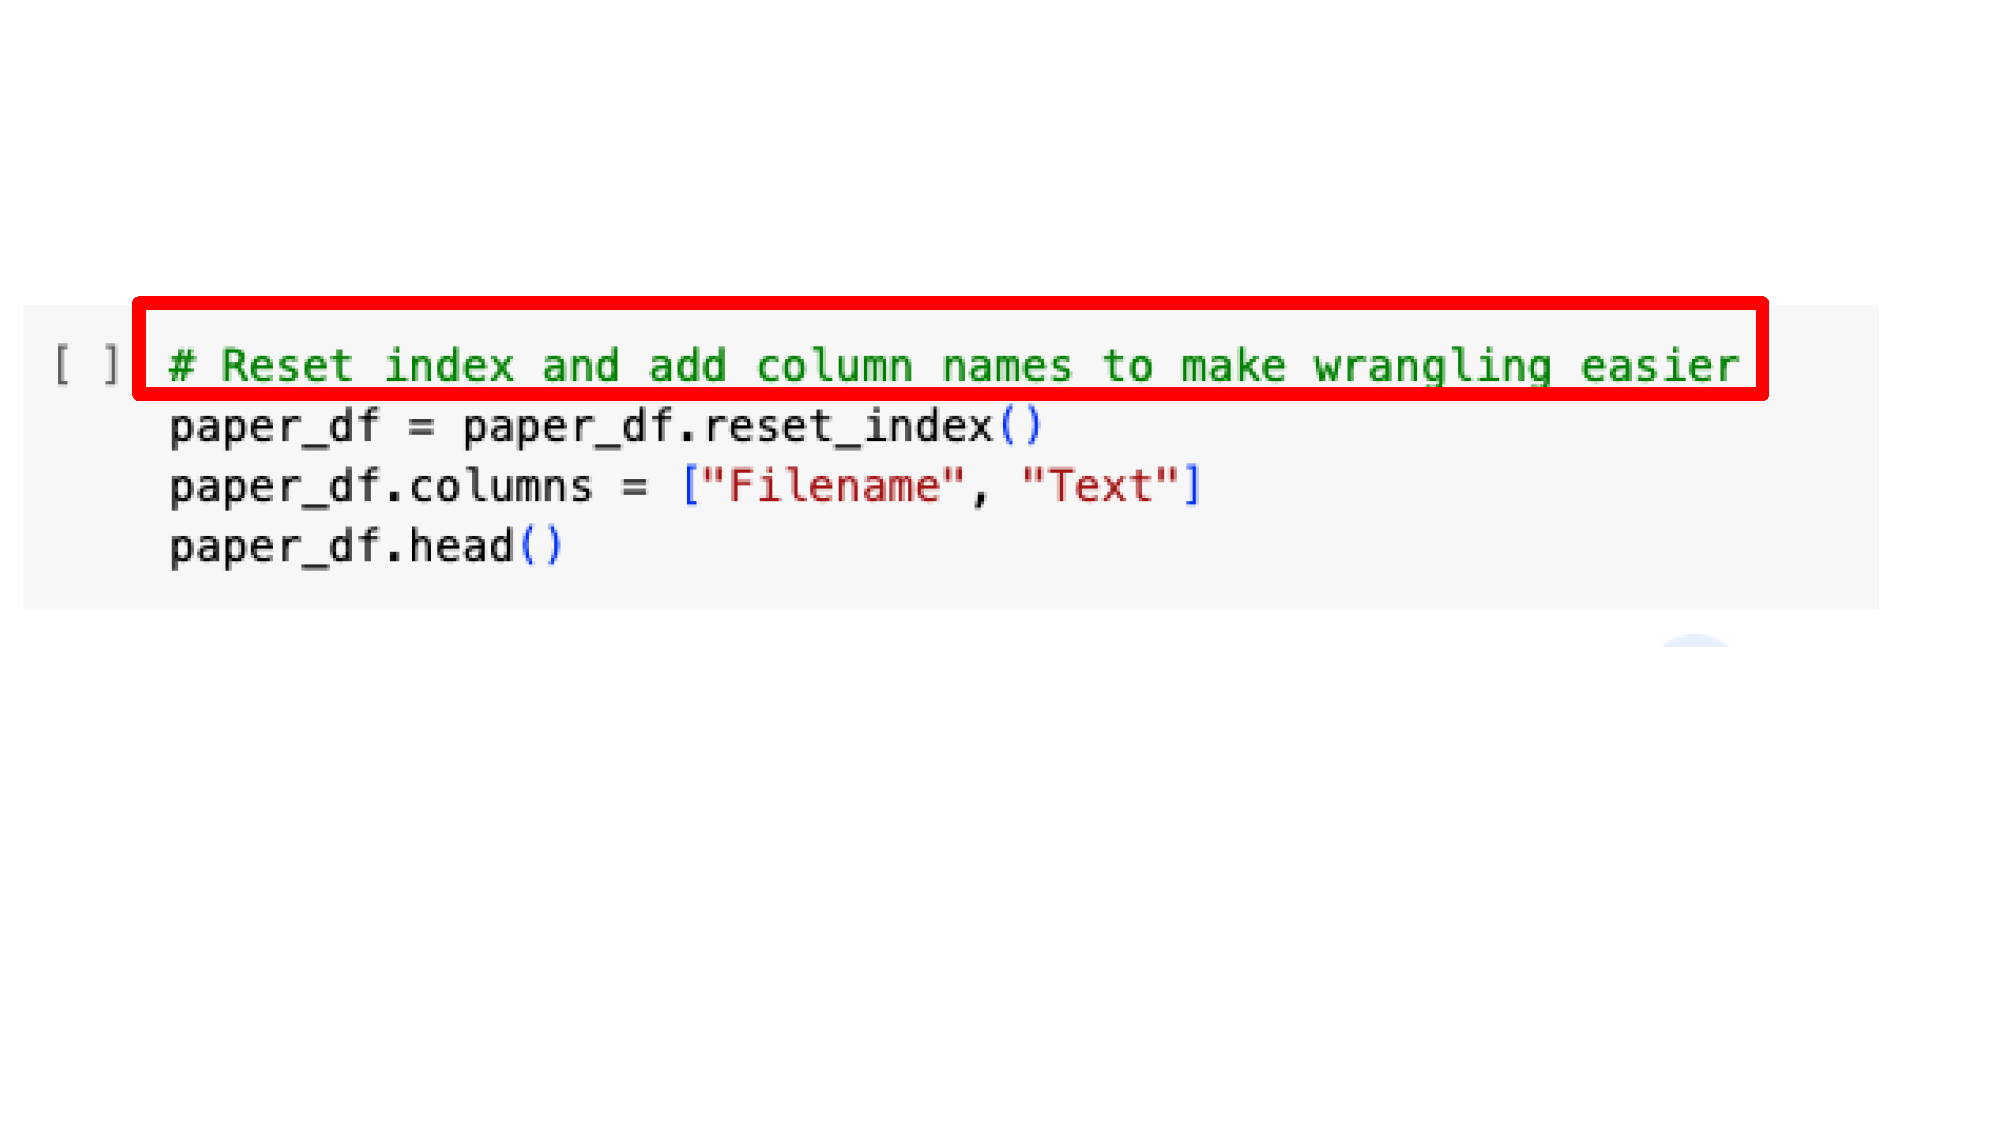 [ ] # Reset index and add column names to make wrangling easier
paper_df = paper_df.reset_index()
paper_df.columns = ["Filename", "Text"]
paper_df.head()